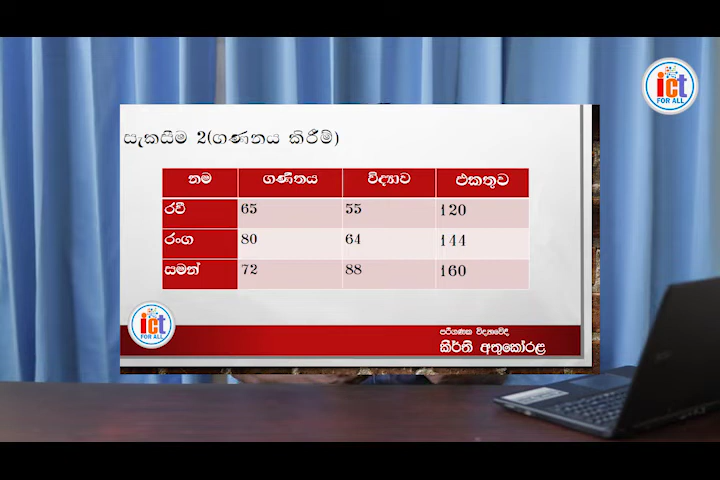 ict
FOR ALL
සැකසීම 2(ගණනය කිරීම්)
නම ගණිතය විද්‍යාව එකතුව
රවී 65 55 120
රංග 80 64 144
සමන් 72 88 160
ict
FOR ALL
පරිගණක විද්‍යාවේදී
කීර්ති අතුකෝරළ